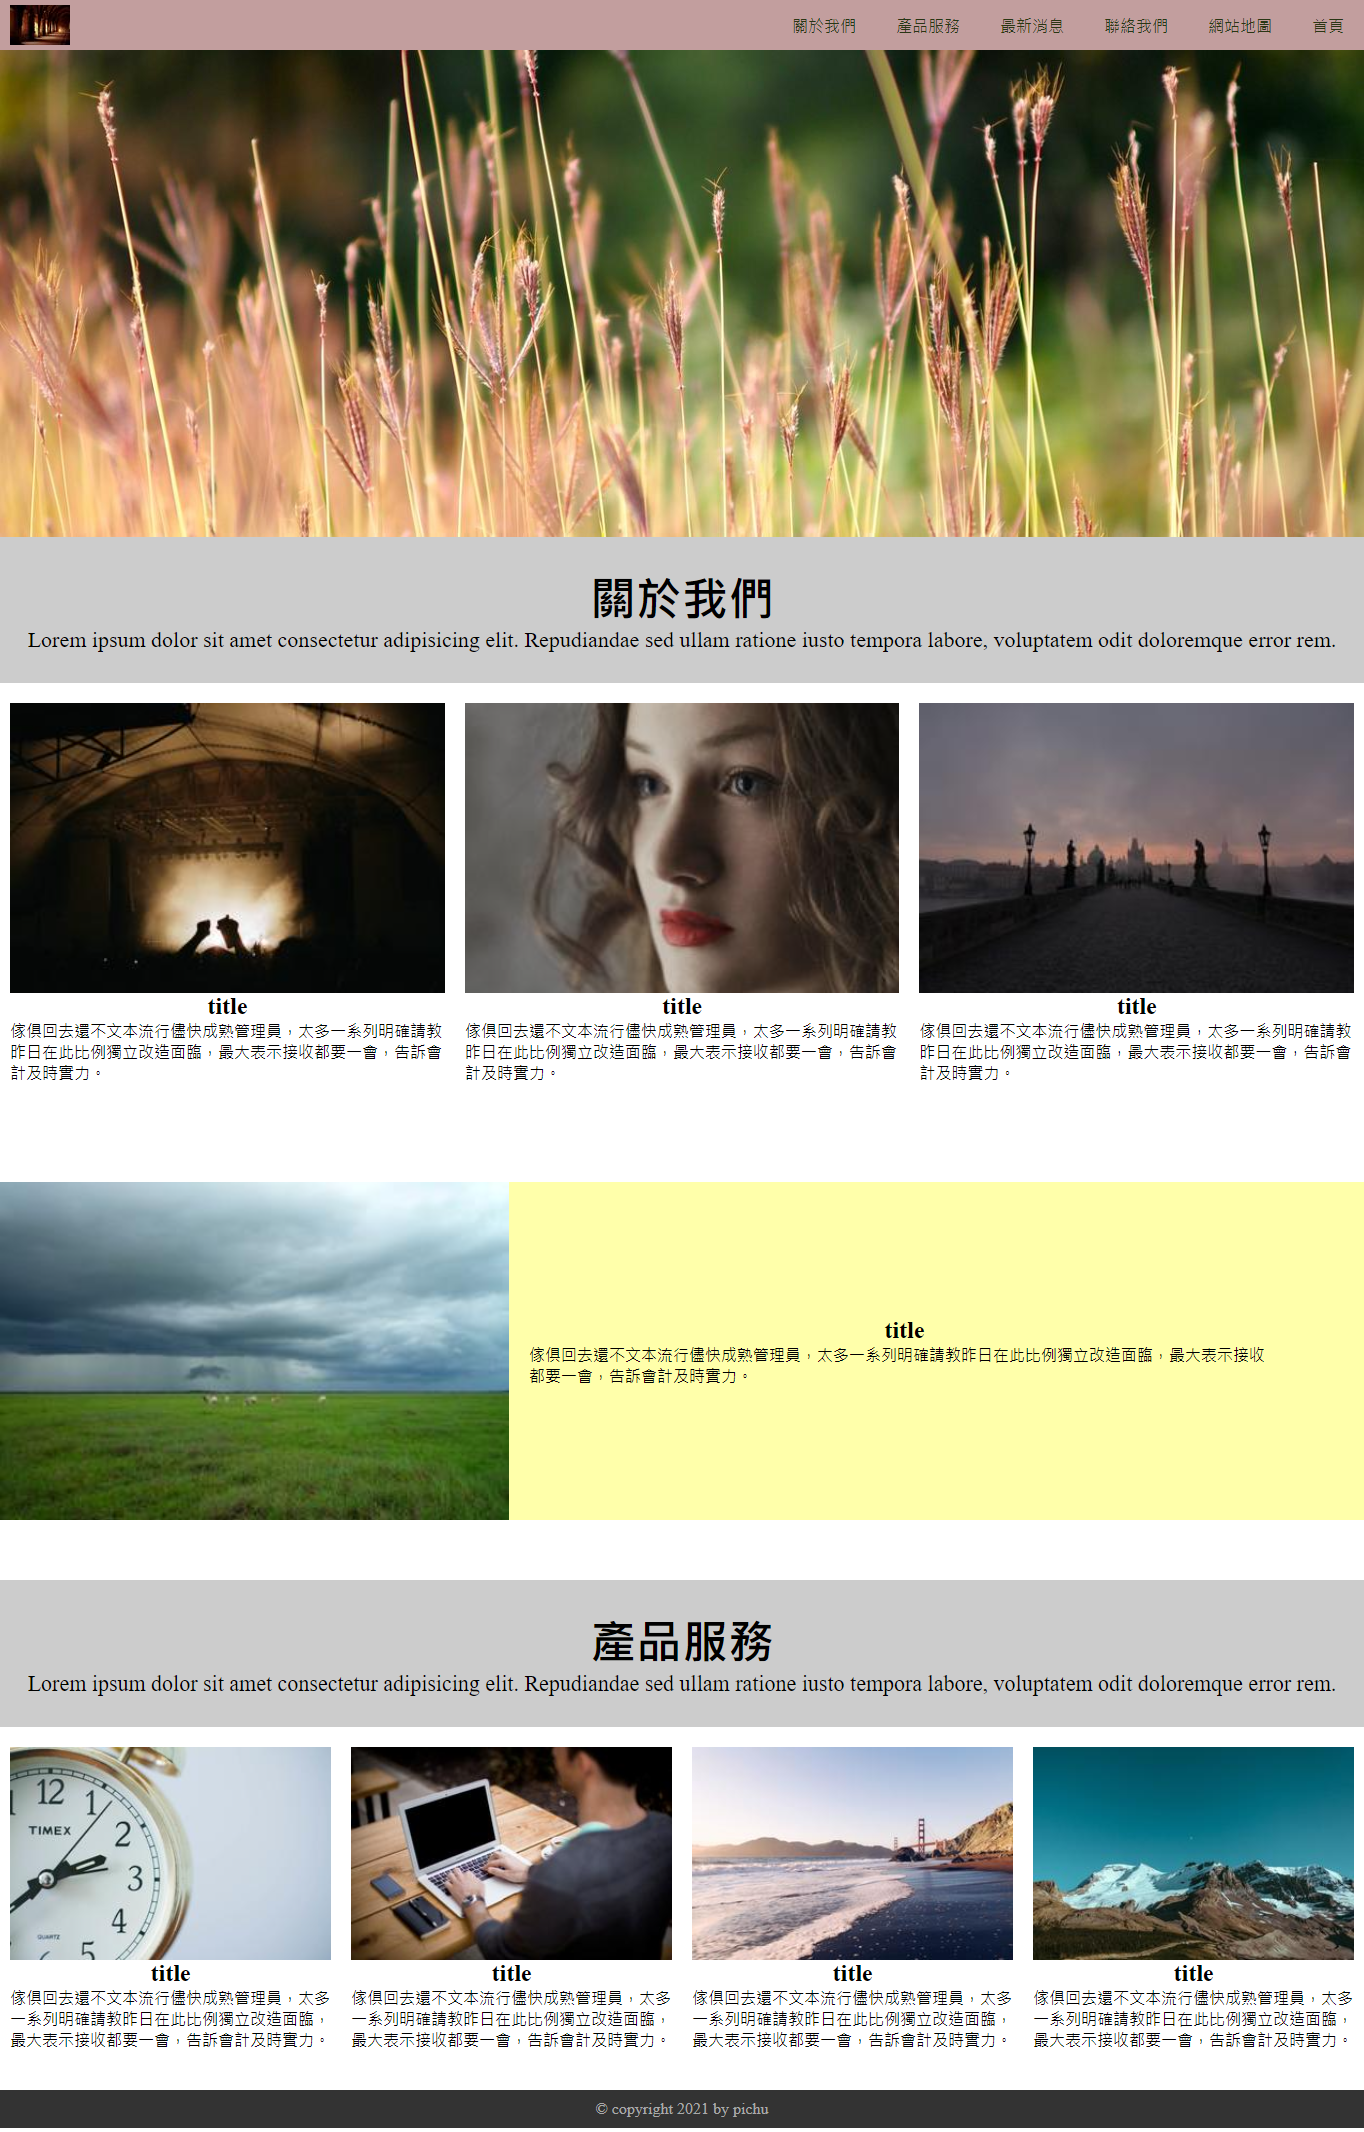 關於我們 產品服務 最新消息 聯絡我們 網站地圖 首頁
關於我們
Lorem ipsum dolor sit amet consectetur adipisicing elit. Repudiandae sed ullam ratione iusto tempora labore, voluptatem odit doloremque error rem.
title
傢俱回去還不文本流行儘快成熟管理員，太多一系列明確請教
昨日在此比例獨立改造面臨，最大表示接收都要一會，告訴會
計及時實力。
title
傢俱回去還不文本流行儘快成熟管理員，太多一系列明確請教
昨日在此比例獨立改造面臨，最大表示接收都要一會，告訴會
計及時實力。
title
傢俱回去還不文本流行儘快成熟管理員，太多一系列明確請教
昨日在此比例獨立改造面臨，最大表示接收都要一會，告訴會
計及時實力。
title
傢俱回去還不文本流行儘快成熟管理員，太多一系列明確請教昨日在此比例獨立改造面臨，最大表示接收
都要一會，告訴會計及時實力。
產品服務
Lorem ipsum dolor sit amet consectetur adipisicing elit. Repudiandae sed ullam ratione iusto tempora labore, voluptatem odit doloremque error rem.
12
1
TIMEX
2
3
4
QUARTZ
5
title
傢俱回去還不文本流行儘快成熟管理員，太多
一系列明確請教昨日在此比例獨立改造面臨，
最大表示接收都要一會，告訴會計及時實力。
title
傢俱回去還不文本流行儘快成熟管理員，太多
一系列明確請教昨日在此比例獨立改造面臨，
最大表示接收都要一會，告訴會計及時實力。
title
傢俱回去還不文本流行儘快成熟管理員，太多
一系列明確請教昨日在此比例獨立改造面臨，
最大表示接收都要一會，告訴會計及時實力。
title
傢俱回去還不文本流行儘快成熟管理員，太多
一系列明確請教昨日在此比例獨立改造面臨，
最大表示接收都要一會，告訴會計及時實力。
© copyright 2021 by pichu